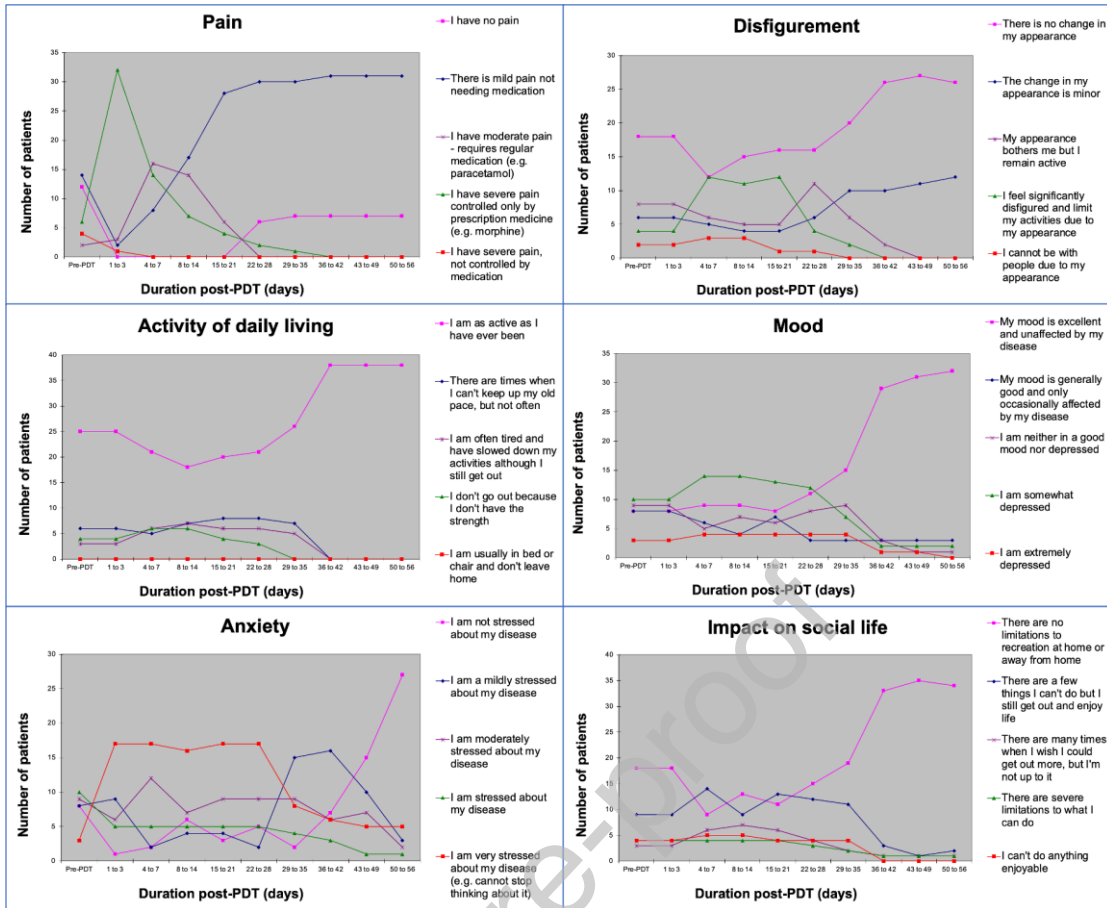 Pain
Number of patients
35
30
25
20
15
10
5
0
Pre-PDT 1 to 3 4 to 7 8 to 14 15 to 21 22 to 28 29 to 35 36 to 42 43 to 49 50 to 56
Duration post-PDT (days)
I have no pain
There is mild pain not
needing medication
I have moderate pain
- requires regular
medication (e.g.
paracetamol)
I have severe pain
controlled only by
prescription medicine
(e.g. morphine)
I have severe pain,
not controlled by
medication
Disfigurement
Number of patients
30
25
20
15
10
5
0
Pre-PDT 1 to 3 4 to 7 8 to 14 15 to 21 22 to 28 29 to 35 36 to 42 43 to 49 50 to 56
Duration post-PDT (days)
There is no change in
my appearance
The change in my
appearance is minor
My appearance
bothers me but I
remain active
I feel significantly
disfigured and limit
my activities due to
my appearance
I cannot be with
people due to my
appearance
Activity of daily living
Number of patients
40
35
30
25
20
15
10
5
0
Pre-PDT 1 to 3 4 to 7 8 to 14 15 to 21 22 to 28 29 to 35 36 to 42 43 to 49 50 to 56
Duration post-PDT (days)
I am as active as I
have ever been
There are times when
I can't keep up my old
pace, but not often
I am often tired and
have slowed down my
activities although I
still get out
I don't go out because
I don't have the
strength
I am usually in bed or
chair and don't leave
home
Mood
Number of patients
35
30
25
20
15
10
5
0
Pre-PDT 1 to 3 4 to 7 8 to 14 15 to 21 22 to 28 29 to 35 36 to 42 43 to 49 50 to 56
Duration post-PDT (days)
My mood is excellent
and unaffected by my
disease
My mood is generally
good and only
occasionally affected
by my disease
I am neither in a good
mood nor depressed
I am somewhat
depressed
I am extremely
depressed
Anxiety
Number of patients
30
25
20
15
10
5
0
Pre-PDT 1 to 3 4 to 7 8 to 14 15 to 21 22 to 28 29 to 35 36 to 42 43 to 49 50 to 56
Duration post-PDT (days)
I am not stressed
about my disease
I am a mildly stressed
about my disease
I am moderately
stressed about my
disease
I am stressed about
my disease
I am very stressed
about my disease
(e.g. cannot stop
thinking about it)
Impact on social life
Number of patients
40
35
30
25
20
15
10
5
0
Pre-PDT 1 to 3 4 to 7 8 to 14 15 to 21 22 to 28 29 to 35 36 to 42 43 to 49 50 to 56
Duration post-PDT (days)
There are no
limitations to
recreation at home or
away from home
There are a few
things I can't do but I
still get out and enjoy
life
There are many times
when I wish I could
get out more, but I'm
not up to it
There are severe
limitations to what I
can do
I can't do anything
enjoyable
re-proof